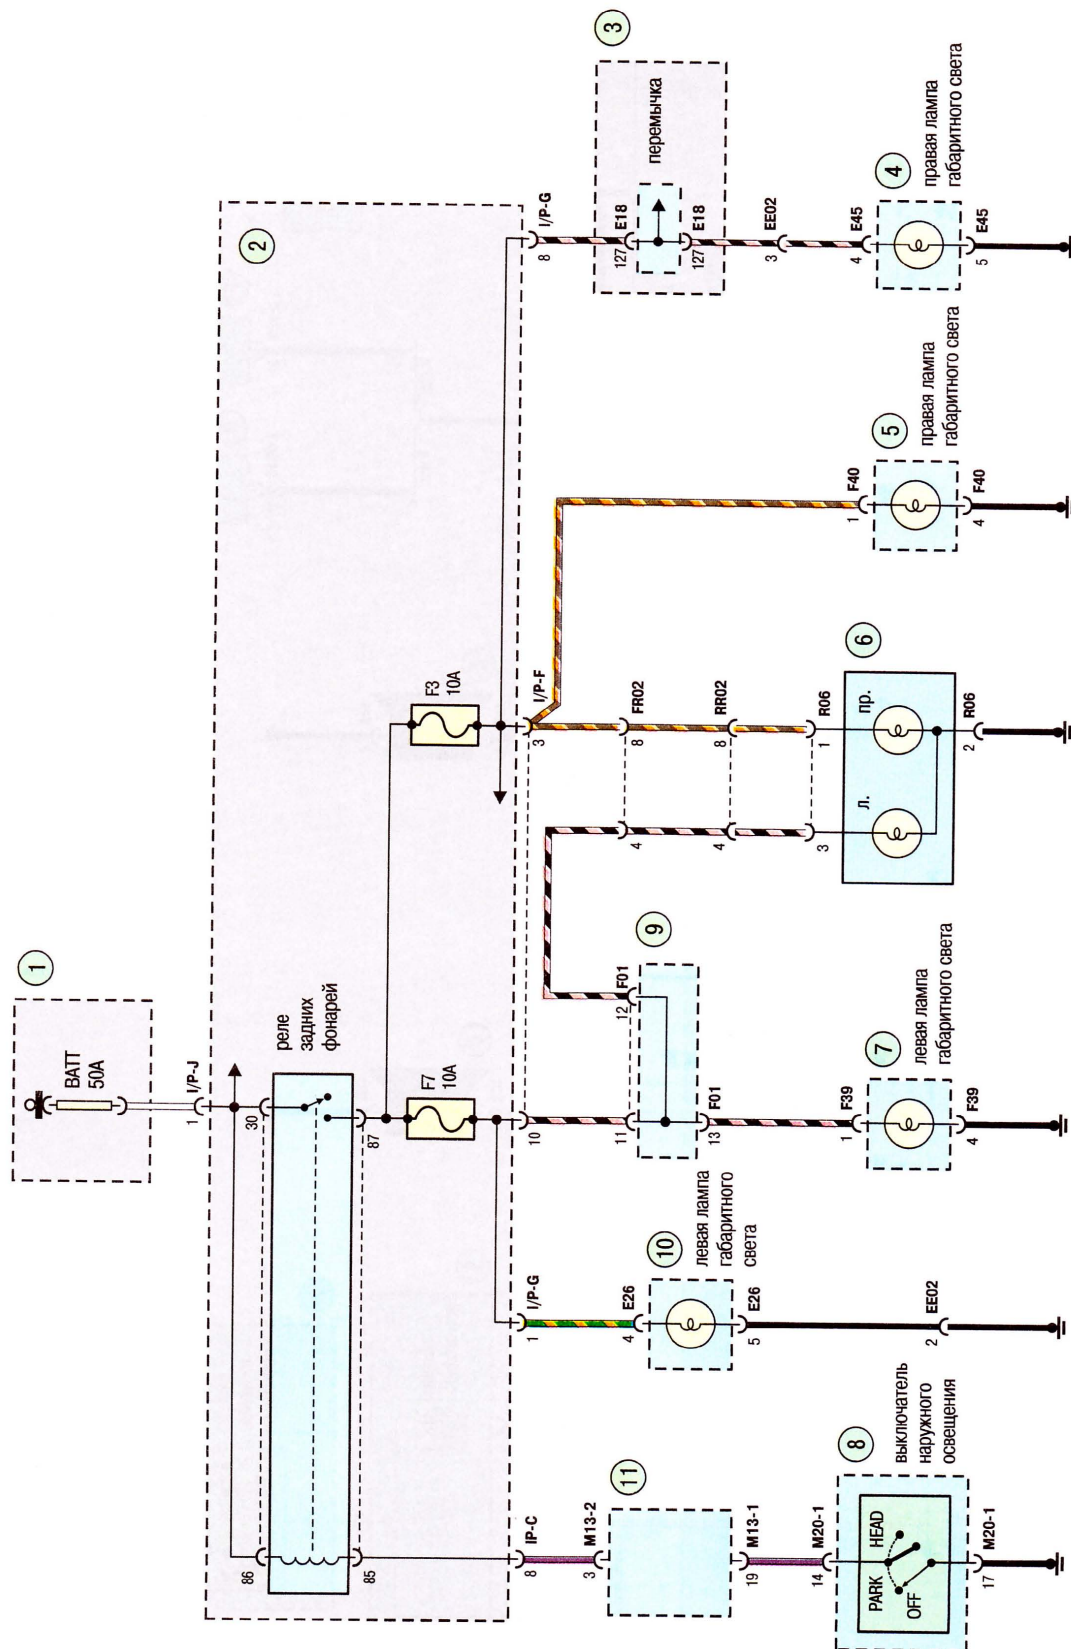 1
ВАТТ
50А
1
I/P-J
2
30
реле
задних
фонарей
86
85
87
F7
10A
F3
10A
8
IP-C
1
I/P-G
10
3
I/P-F
8
I/P-G
3
перемычка
127
E18
127
E18
3
EE02
4
E45
4
правая лампа
габаритного света
5
E45
1
F40
5
правая лампа
габаритного света
4
F40
8
FR02
8
RR02
1
R06
4
4
3
6
л.
пр.
2
R06
9
12
F01
11
13
F01
1
F39
7
левая лампа
габаритного света
4
F39
4
E26
10
левая лампа
габаритного
света
5
E26
2
EE02
3
M13-2
11
19
M13-1
14
M20-1
8
выключатель
наружного
освещения
PARK
HEAD
OFF
17
M20-1